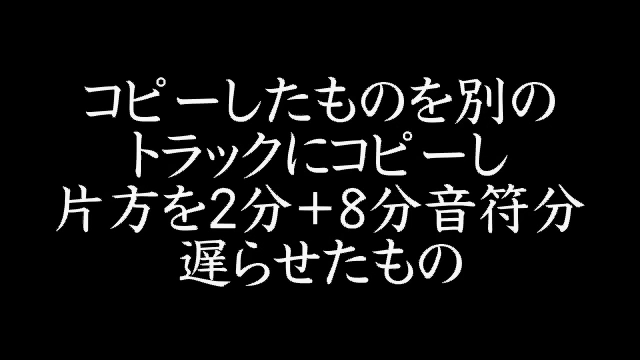 コピーしたものを別の
トラックにコピーし
片方を2分＋8分音符分
遅らせたもの